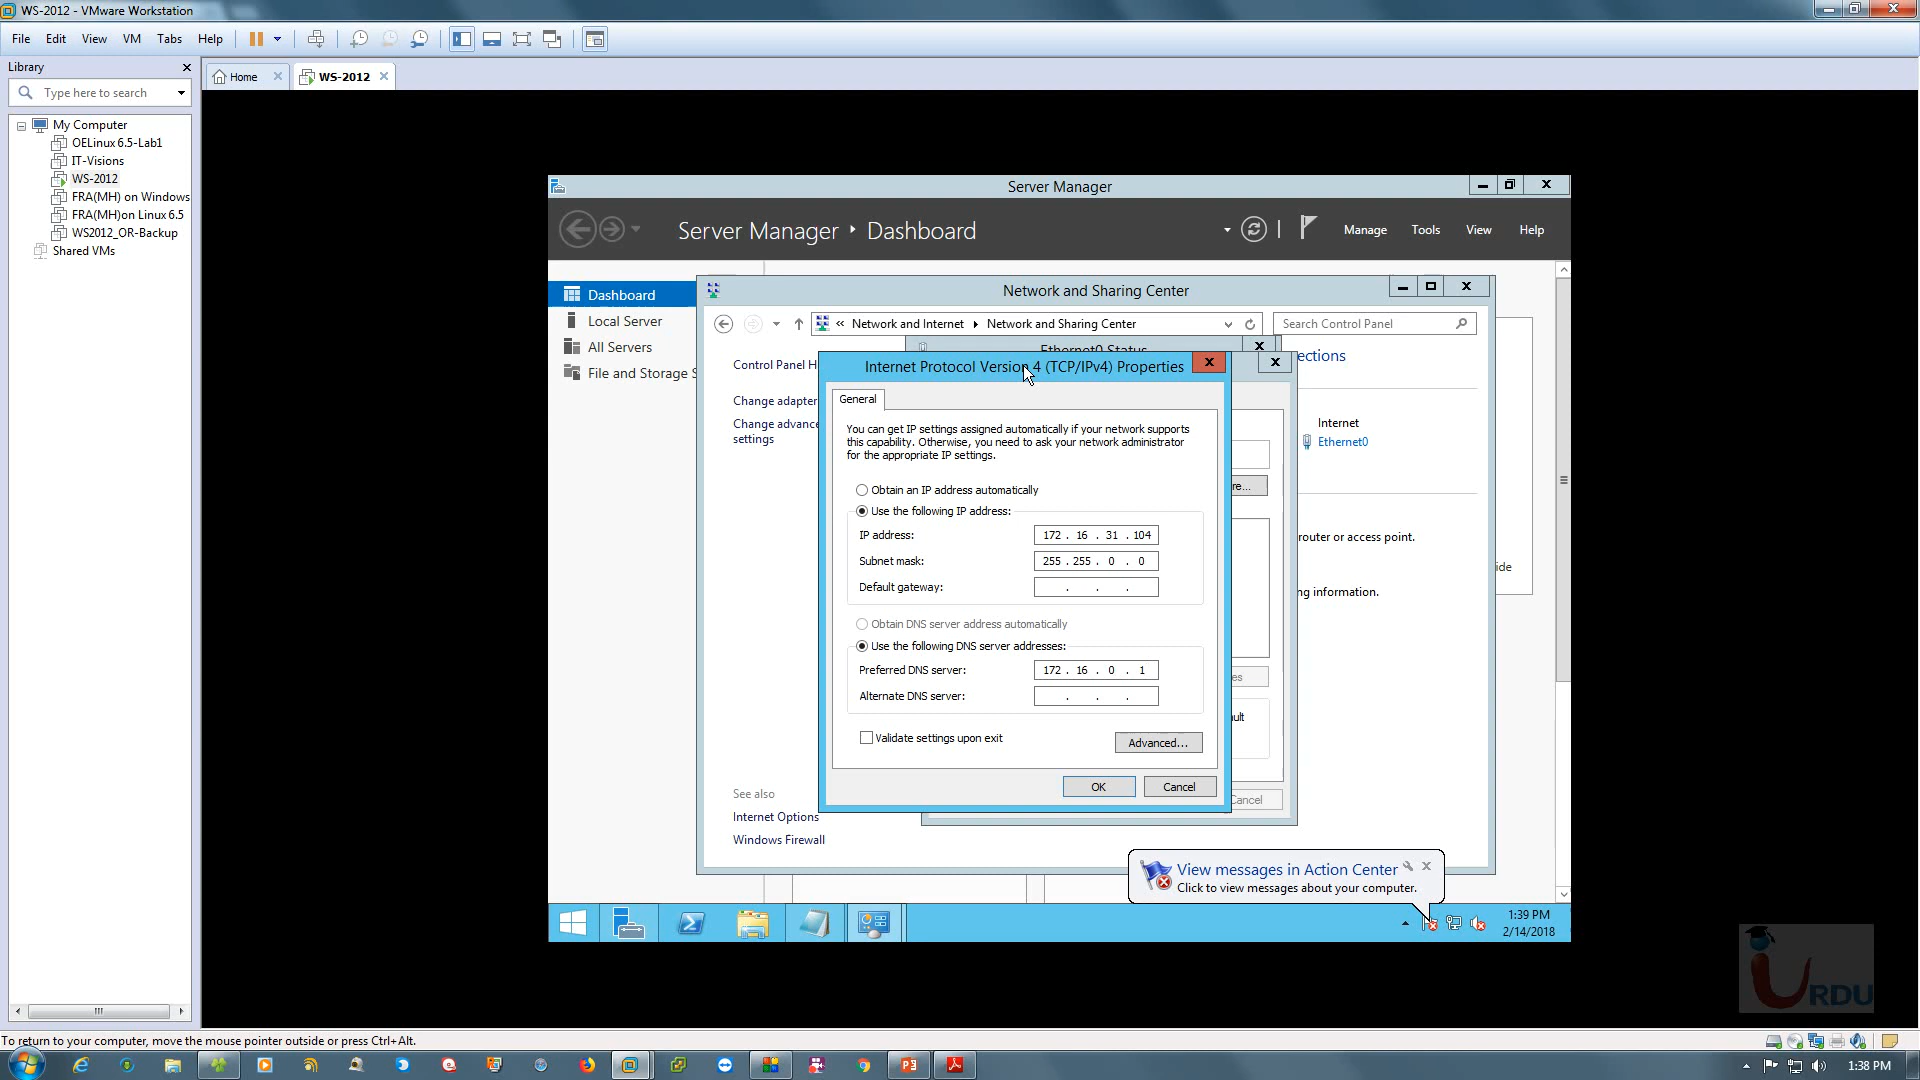 WS-2012 - VMware Workstation
File Edit View VM Tabs Help
Library
Type here to search
Home
WS-2012
My Computer
OELinux 6.5-Lab1
IT-Visions
WS-2012
FRA(MH) on Windows
FRA(MH)on Linux 6.5
WS2012_OR-Backup
Shared VMs
Server Manager
Server Manager Dashboard
Manage Tools View Help
Dashboard
Local Server
All Servers
File and Storage S
Network and Sharing Center
« Network and Internet Network and Sharing Center
Search Control Panel
Control Panel H
Change adapter
Change advance
settings
Ethernet0 Status
ections
Internet
Ethernet0
re...
router or access point.
ide
ng information.
es
ult
Cancel
Internet Protocol Version 4 (TCP/IPv4) Properties
General
You can get IP settings assigned automatically if your network supports
this capability. Otherwise, you need to ask your network administrator
for the appropriate IP settings.
Obtain an IP address automatically
Use the following IP address:
IP address: 172 . 16 . 31 . 104
Subnet mask: 255 . 255 . 0 . 0
Default gateway: . . .
Obtain DNS server address automatically
Use the following DNS server addresses:
Preferred DNS server: 172 . 16 . 0 . 1
Alternate DNS server: . . .
Validate settings upon exit
Advanced...
OK Cancel
See also
Internet Options
Windows Firewall
View messages in Action Center
Click to view messages about your computer.
1:39 PM
2/14/2018
URDU
To return to your computer, move the mouse pointer outside or press Ctrl+Alt.
1:38 PM